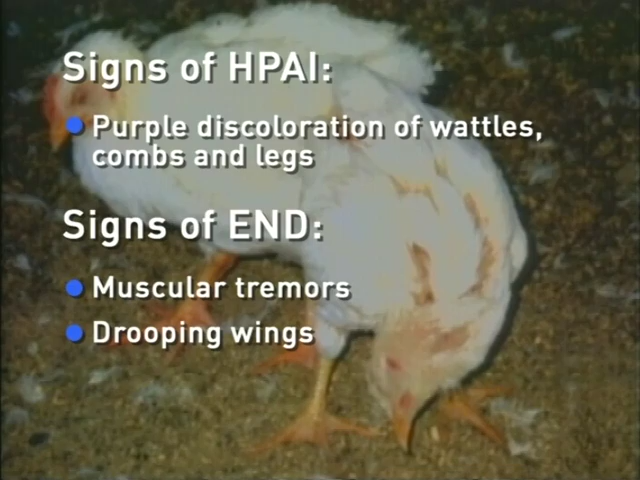 Signs of HPAI:
Purple discoloration of wattles,
combs and legs
Signs of END:
Muscular tremors
Drooping wings